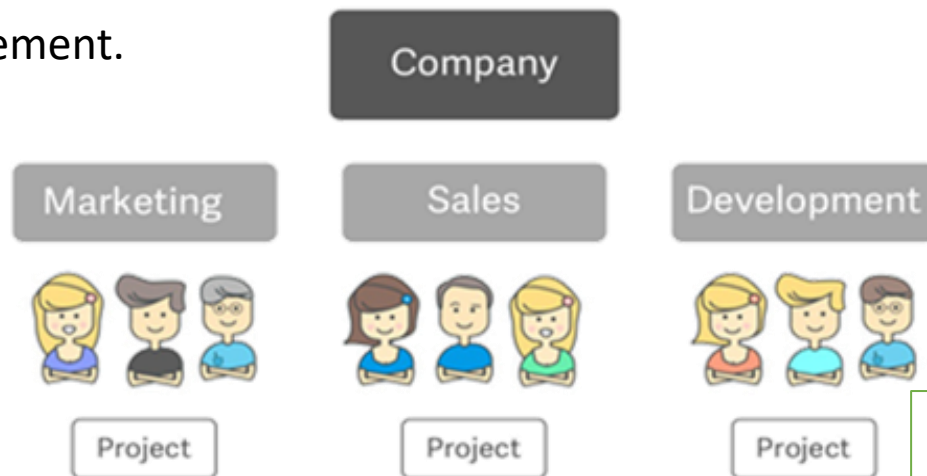 ement.
Company
Marketing
Sales
Development
Project
Project
Project